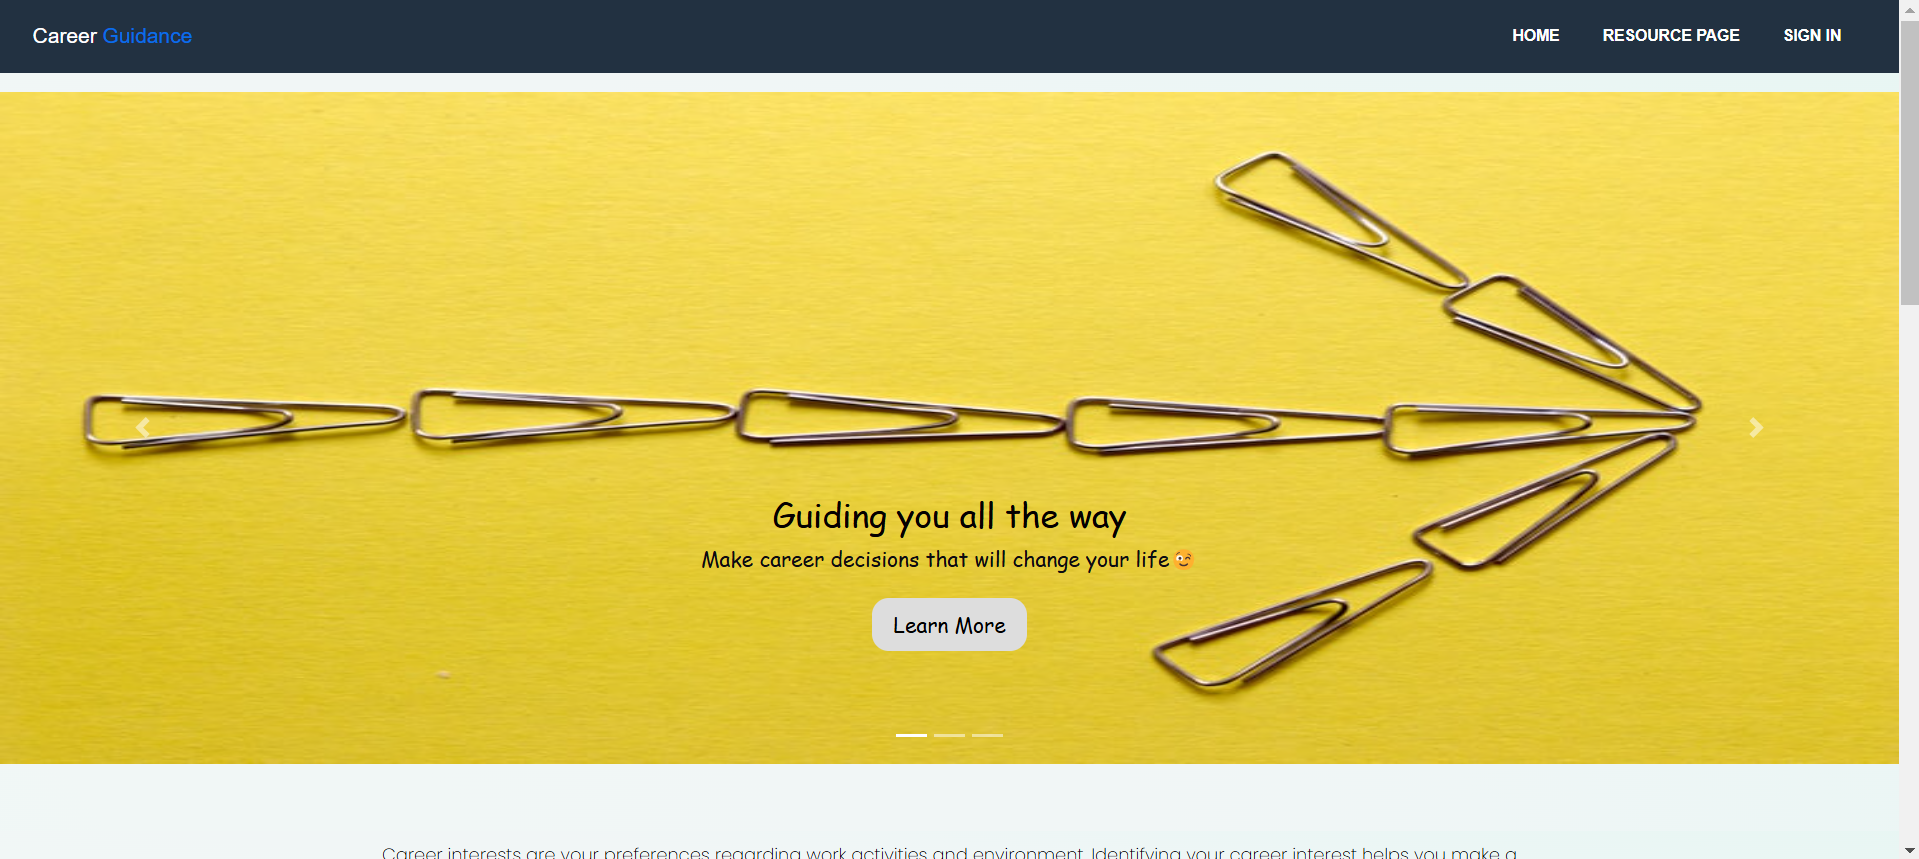 Career Guidance
HOME RESOURCE PAGE SIGN IN
Guiding you all the way
Make career decisions that will change your life 😉
Learn More
Career interests are your preferences regarding work activities and environment. Identifying your career interest helps you make a